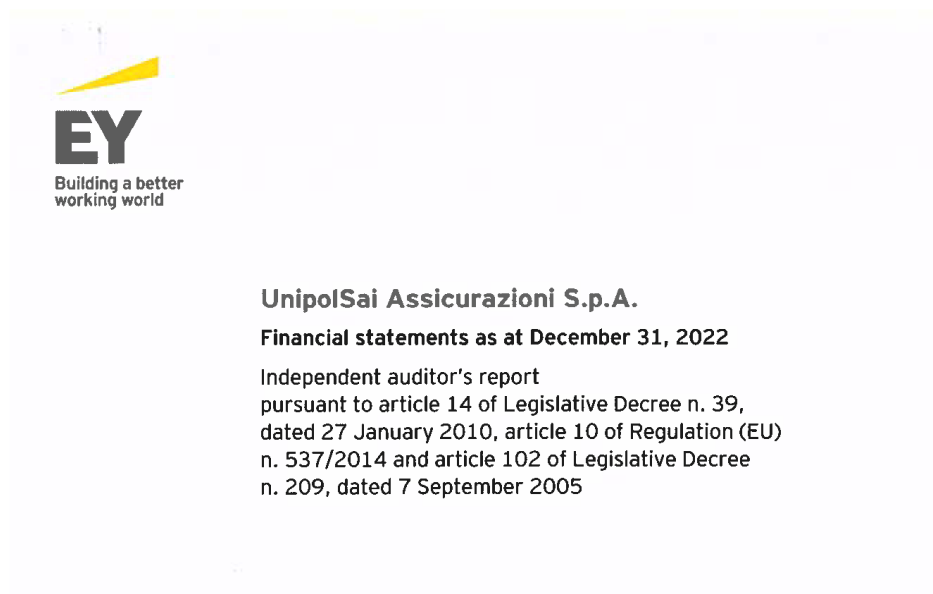 EY
Building a better
working world
UnipolSai Assicurazioni S.p.A.
Financial statements as at December 31, 2022
Independent auditor's report
pursuant to article 14 of Legislative Decree n. 39,
dated 27 January 2010, article 10 of Regulation (EU)
n. 537/2014 and article 102 of Legislative Decree
n. 209, dated 7 September 2005